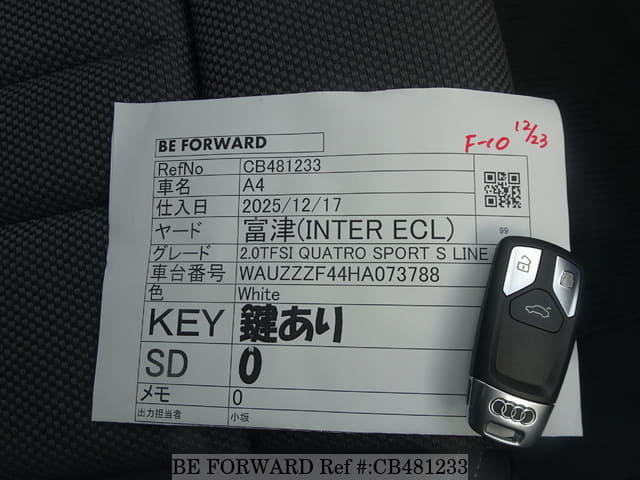 BE FORWARD
F-10 12/23
RefNo CB481233
車名 A4
仕入日 2025/12/17
ヤード 富津(INTER ECL)
99
グレード 2.0TFSI QUATRO SPORT S LINE
車台番号 WAUZZZF44HA073788
色 White
KEY 鍵あり
SD 0
メモ 0
出力担当者 小坂
BE FORWARD Ref #:CB481233